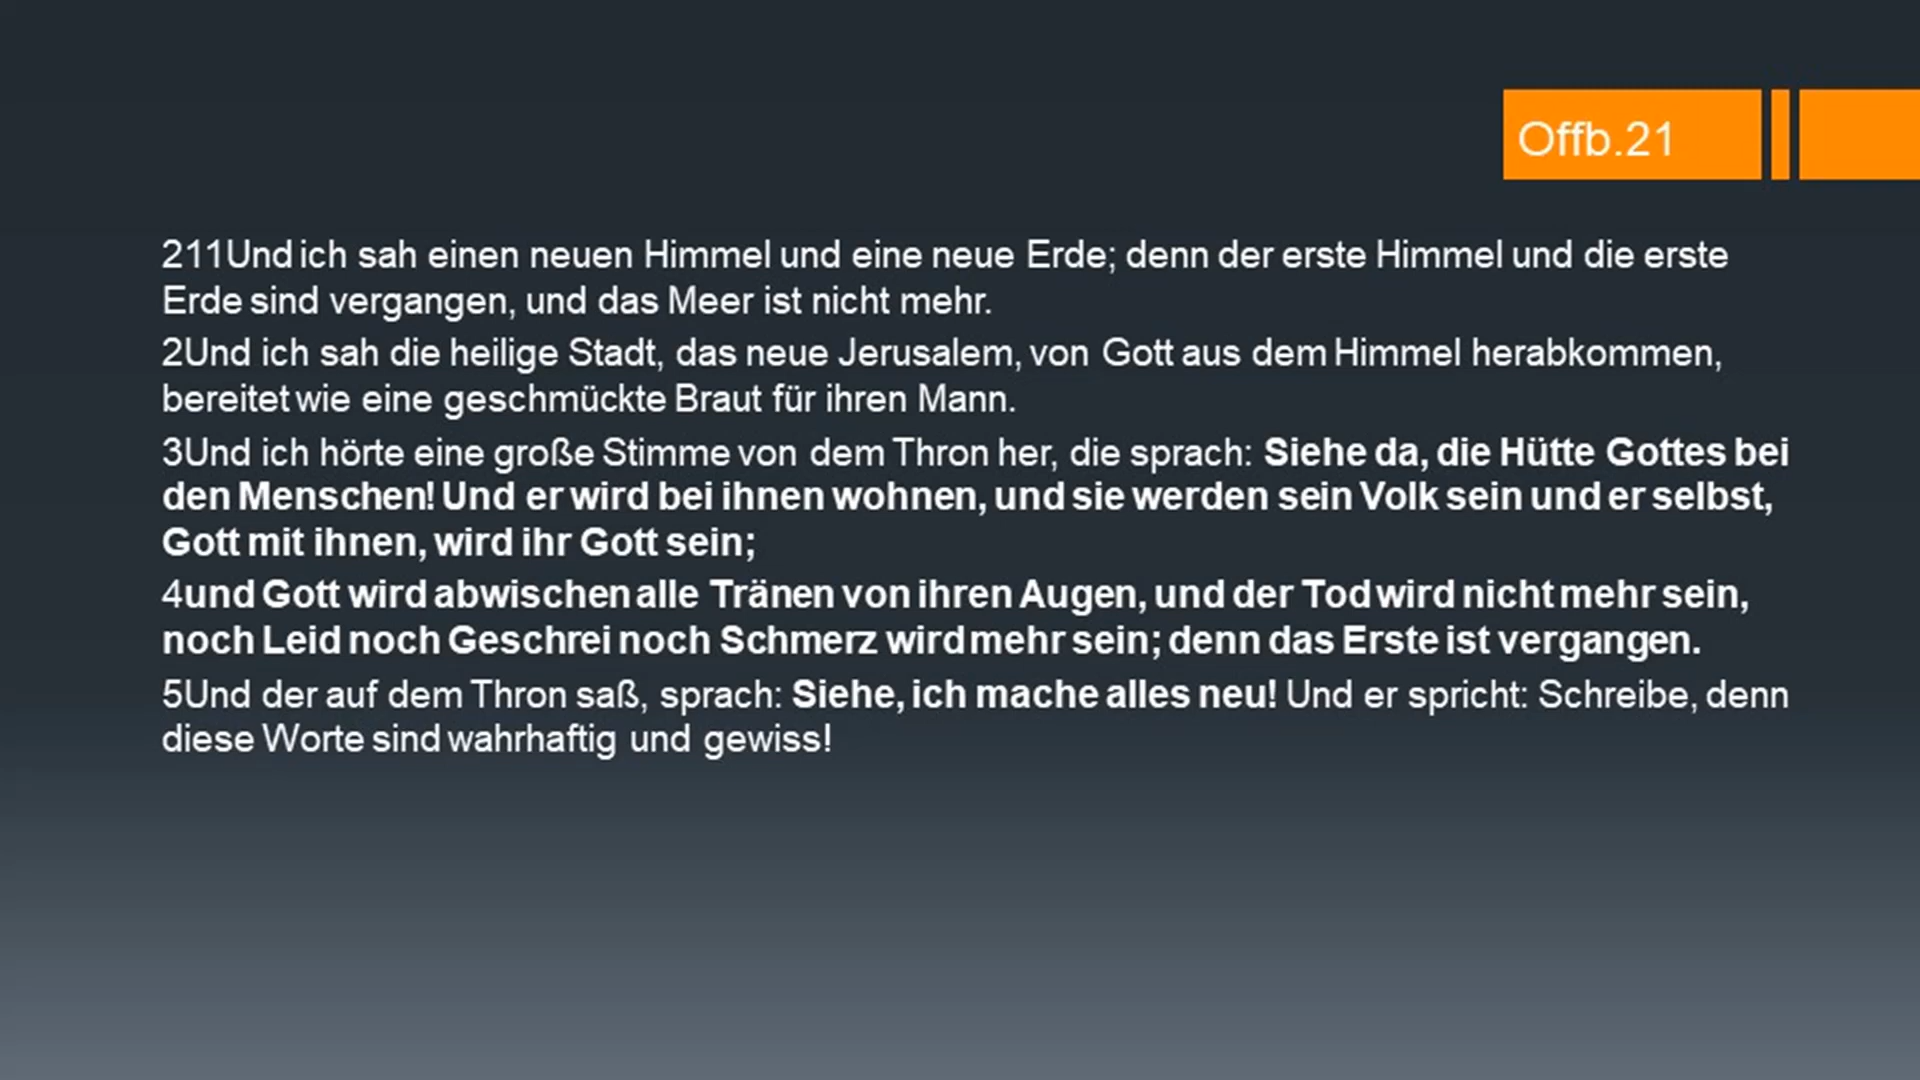 Offb.21
211Und ich sah einen neuen Himmel und eine neue Erde; denn der erste Himmel und die erste
Erde sind vergangen, und das Meer ist nicht mehr.
2Und ich sah die heilige Stadt, das neue Jerusalem, von Gott aus dem Himmel herabkommen,
bereitet wie eine geschmückte Braut für ihren Mann.
3Und ich hörte eine große Stimme von dem Thron her, die sprach: Siehe da, die Hütte Gottes bei
den Menschen! Und er wird bei ihnen wohnen, und sie werden sein Volk sein und er selbst,
Gott mit ihnen, wird ihr Gott sein;
4und Gott wird abwischen alle Tränen von ihren Augen, und der Tod wird nicht mehr sein,
noch Leid noch Geschrei noch Schmerz wird mehr sein; denn das Erste ist vergangen.
5Und der auf dem Thron saß, sprach: Siehe, ich mache alles neu! Und er spricht: Schreibe, denn
diese Worte sind wahrhaftig und gewiss!